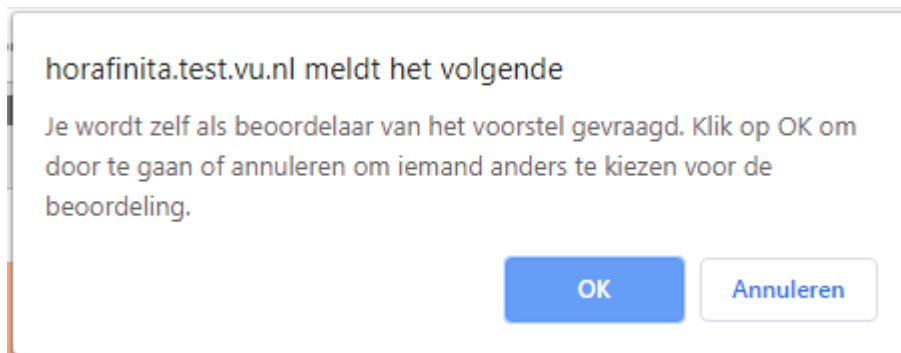 horafinita.test.vu.nl meldt het volgende
Je wordt zelf als beoordelaar van het voorstel gevraagd. Klik op OK om
door te gaan of annuleren om iemand anders te kiezen voor de
beoordeling.
OK
Annuleren